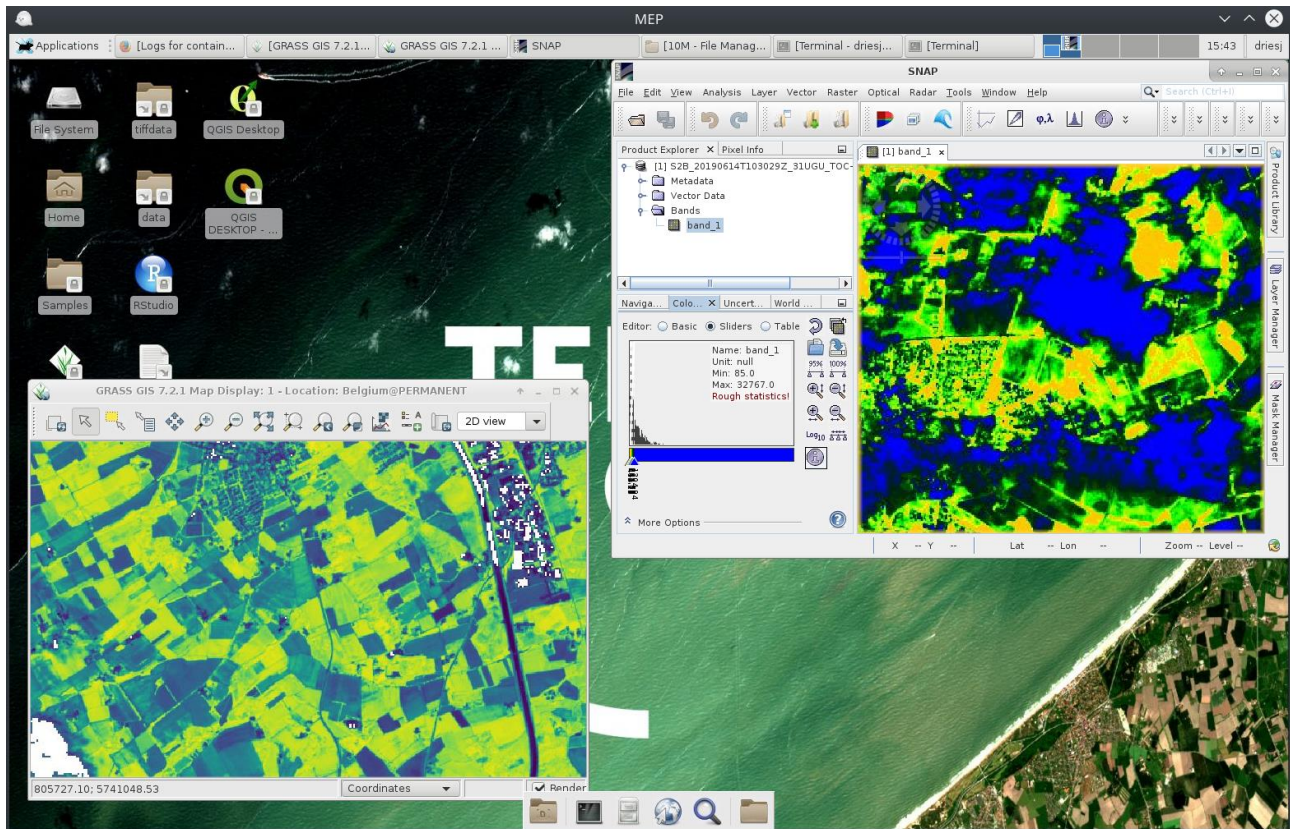 MEP
Applications
[Logs for contain...
[GRASS GIS 7.2.1...
GRASS GIS 7.2.1 ...
SNAP
[10M - File Manag...
[Terminal - driesj...
[Terminal]
15:43
driesj
File System
tiffdata
QGIS Desktop
Home
data
QGIS
DESKTOP - ...
Samples
RStudio
SNAP
File Edit View Analysis Layer Vector Raster Optical Radar Tools Window Help
Search (Ctrl+I)
φ,λ
Product Explorer
Pixel Info
[1] S2B_20190614T103029Z_31UGU_TOC-
Metadata
Vector Data
Bands
band_1
[1] band_1
Product Library
Layer Manager
Mask Manager
Naviga...
Colo...
Uncert...
World ...
Editor: Basic Sliders Table
Name: band_1
Unit: null
Min: 85.0
Max: 32767.0
Rough statistics!
95% 100%
Log10
More Options
X -- Y -- Lat -- Lon -- Zoom -- Level --
GRASS GIS 7.2.1 Map Display: 1 - Location: Belgium@PERMANENT
2D view
805727.10; 5741048.53
Coordinates
Render